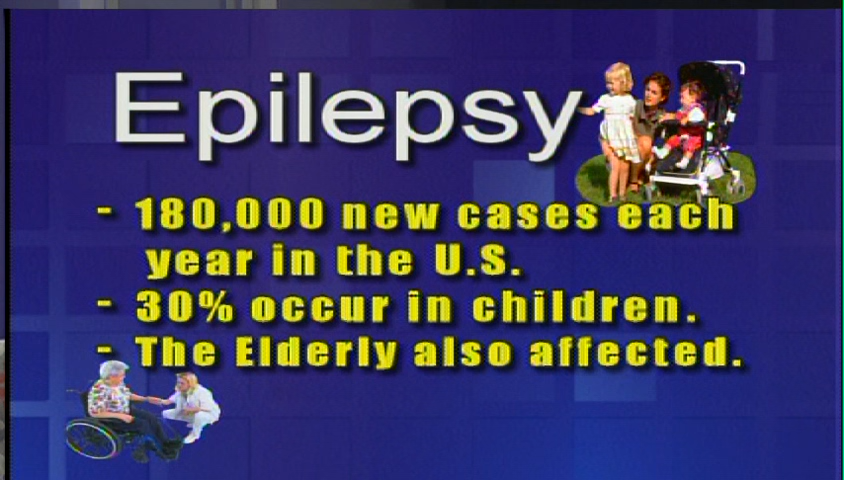 Epilepsy
- 180,000 new cases each
year in the U.S.
- 30% occur in children.
- The Elderly also affected.